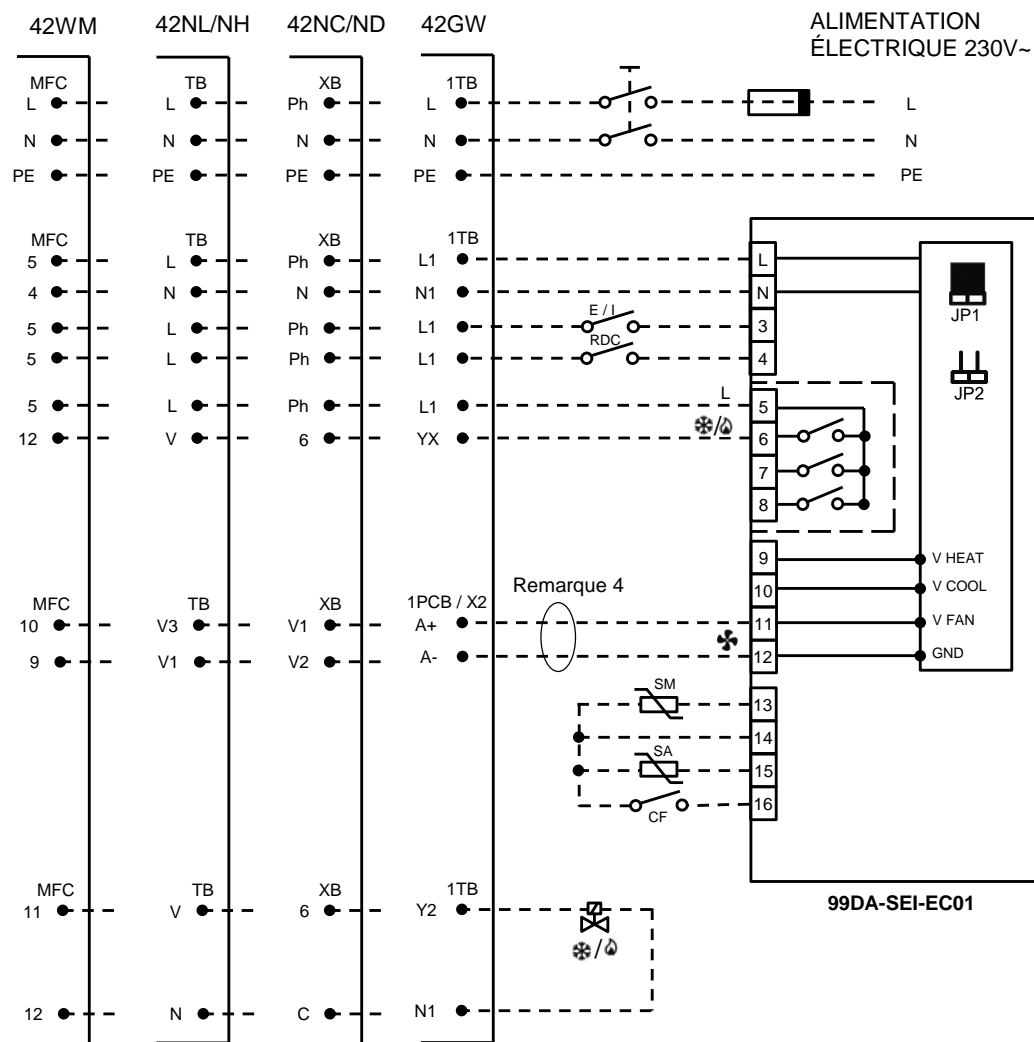 42WM 42NL/NH 42NC/ND 42GW ALIMENTATION
ÉLECTRIQUE 230V~
MFC TB XB 1TB
L L Ph L L
N N N N N
PE PE PE PE PE
MFC TB XB 1TB
5 L Ph L1 L
4 N N N1 N
JP1
E / I
5 L Ph L1 3
RDC
5 L Ph L1 4
JP2
L
5 L Ph L1 5
12 V 6 YX 6
7
8
9 V HEAT
Remarque 4
10 V COOL
MFC TB XB 1PCB / X2
10 V3 V1 A+ 11 V FAN
9 V1 V2 A- 12 GND
SM
13
14
SA
15
16
CF
MFC TB XB 1TB
11 V 6 Y2
99DA-SEI-EC01
12 N C N1